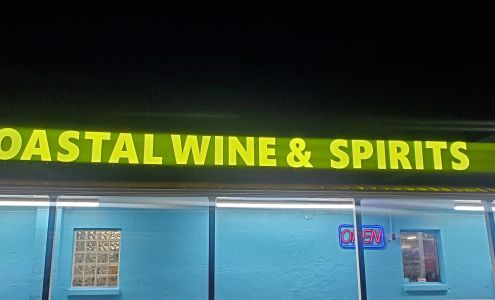 OASTAL WINE & SPIRITS
OPEN